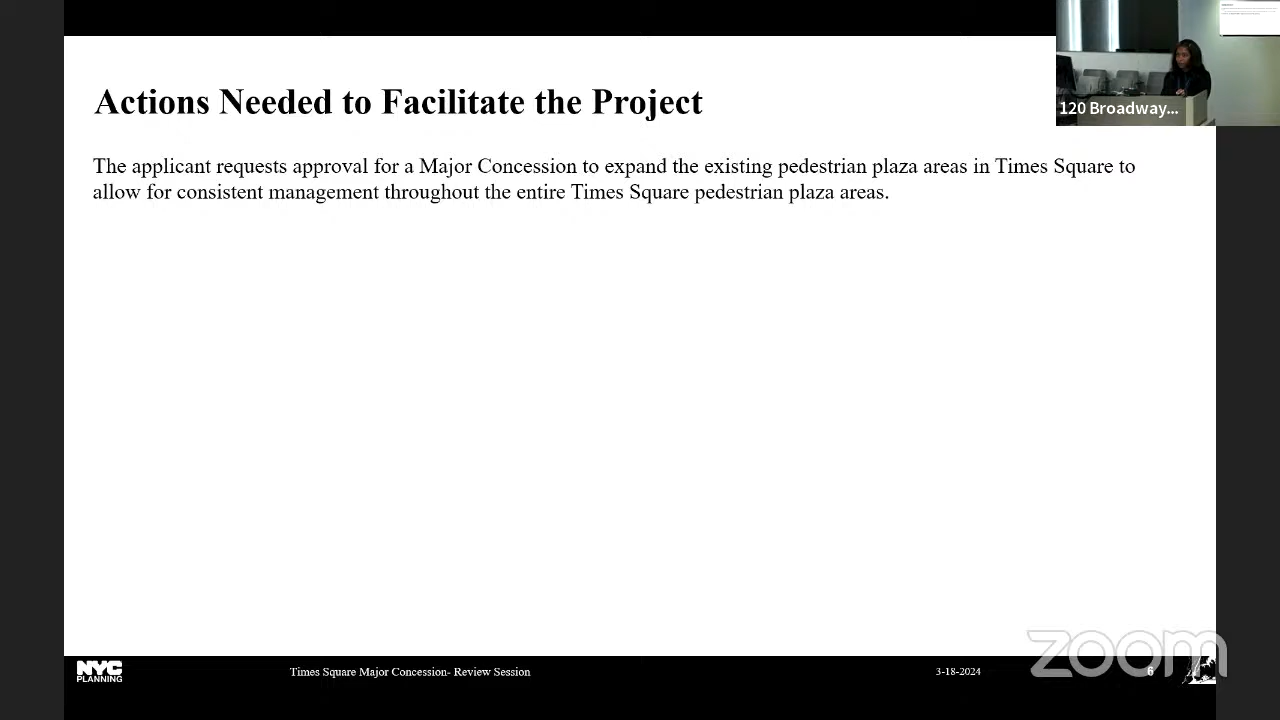 Actions Needed to Facilitate the Project
120 Broadway...
The applicant requests approval for a Major Concession to expand the existing pedestrian plaza areas in Times Square to
allow for consistent management throughout the entire Times Square pedestrian plaza areas.
zoom
NYC
PLANNING
Times Square Major Concession- Review Session
3-18-2024
6